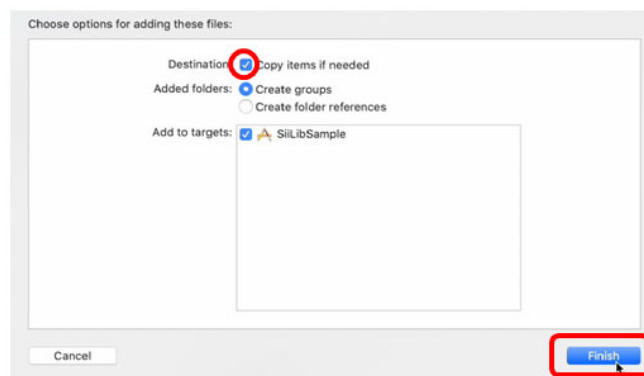 Choose options for adding these files:
Destination: Copy items if needed
Added folders: Create groups
Create folder references
Add to targets: SiiLibSample
Cancel
Finish